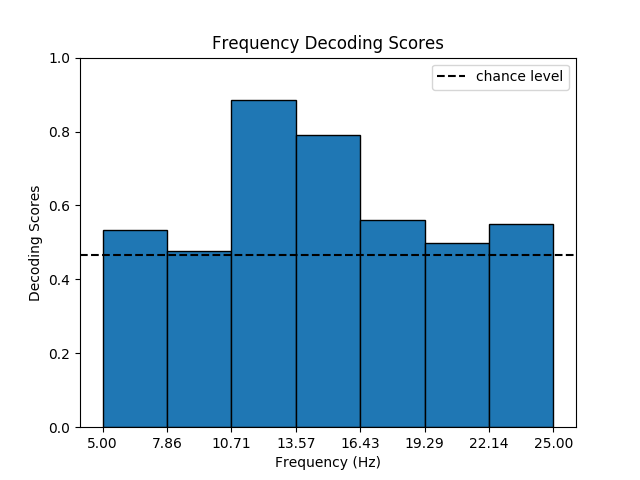 Frequency Decoding Scores
chance level
1.0
0.8
0.6
0.4
0.2
0.0
Decoding Scores
5.00 7.86 10.71 13.57 16.43 19.29 22.14 25.00
Frequency (Hz)